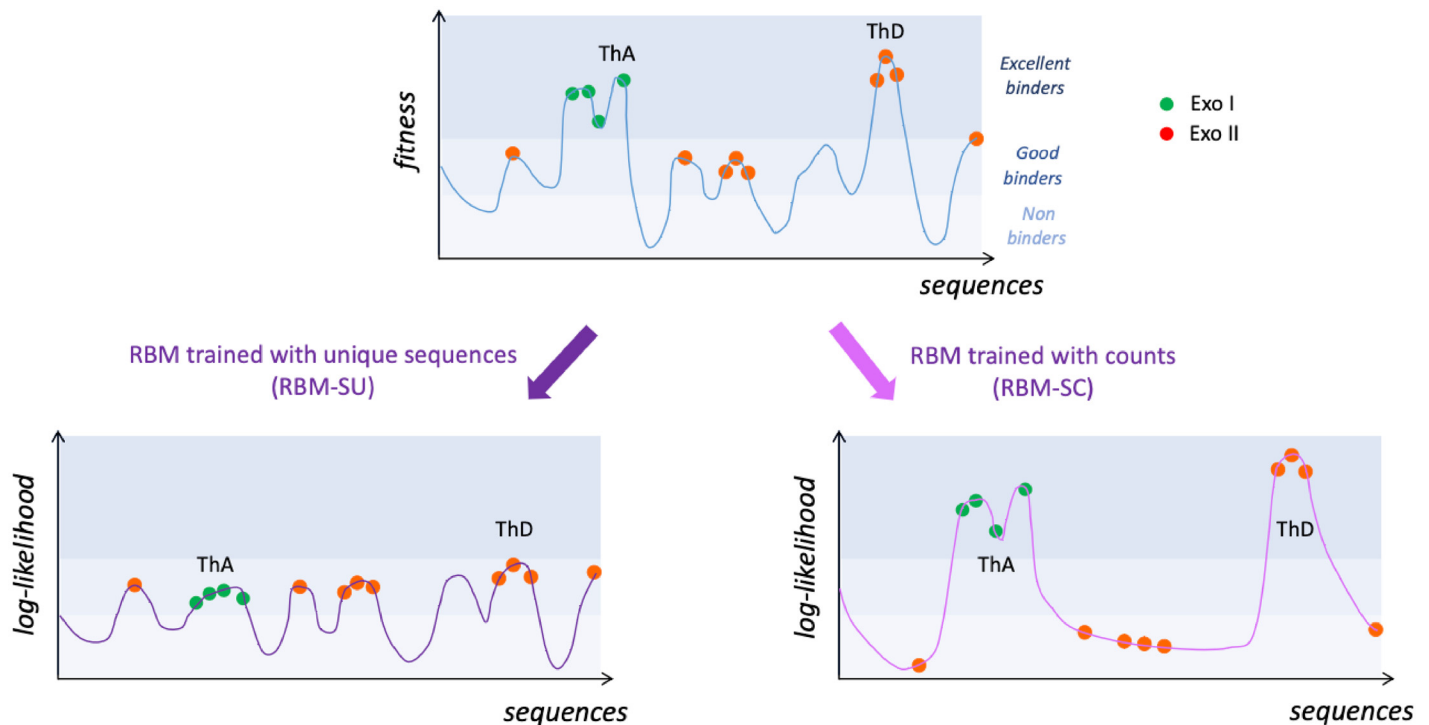 ThA
ThD
fitness
Excellent
binders
Good
binders
Non
binders
Exo I
Exo II
sequences
RBM trained with unique sequences
(RBM-SU)
RBM trained with counts
(RBM-SC)
log-likelihood
ThA
ThD
sequences
log-likelihood
ThA
ThD
sequences